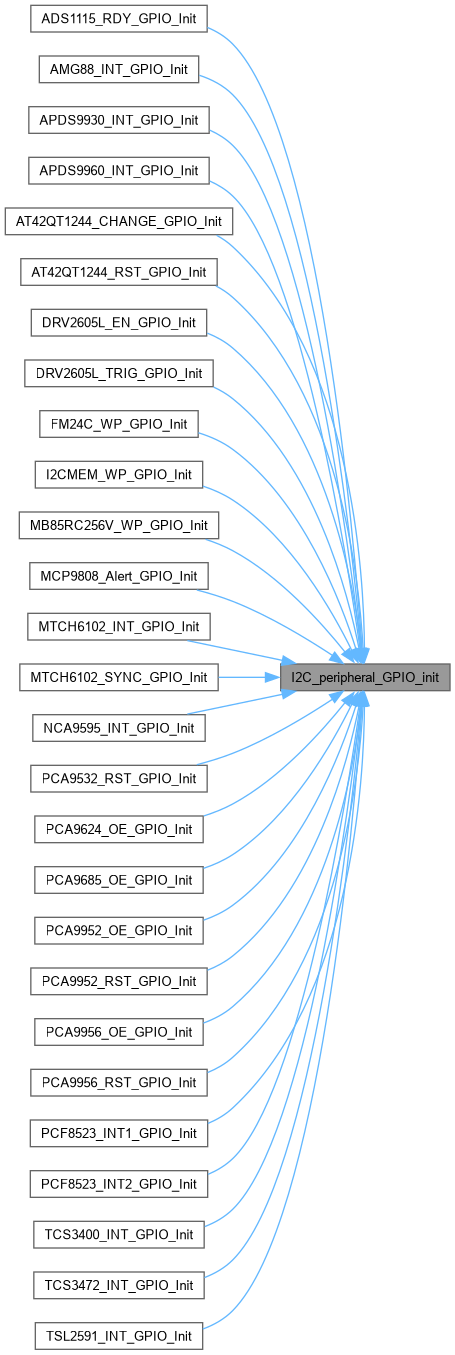 ADS1115_RDY_GPIO_Init
AMG88_INT_GPIO_Init
APDS9930_INT_GPIO_Init
APDS9960_INT_GPIO_Init
AT42QT1244_CHANGE_GPIO_Init
AT42QT1244_RST_GPIO_Init
DRV2605L_EN_GPIO_Init
DRV2605L_TRIG_GPIO_Init
FM24C_WP_GPIO_Init
I2CMEM_WP_GPIO_Init
MB85RC256V_WP_GPIO_Init
MCP9808_Alert_GPIO_Init
MTCH6102_INT_GPIO_Init
MTCH6102_SYNC_GPIO_Init
I2C_peripheral_GPIO_init
NCA9595_INT_GPIO_Init
PCA9532_RST_GPIO_Init
PCA9624_OE_GPIO_Init
PCA9685_OE_GPIO_Init
PCA9952_OE_GPIO_Init
PCA9952_RST_GPIO_Init
PCA9956_OE_GPIO_Init
PCA9956_RST_GPIO_Init
PCF8523_INT1_GPIO_Init
PCF8523_INT2_GPIO_Init
TCS3400_INT_GPIO_Init
TCS3472_INT_GPIO_Init
TSL2591_INT_GPIO_Init